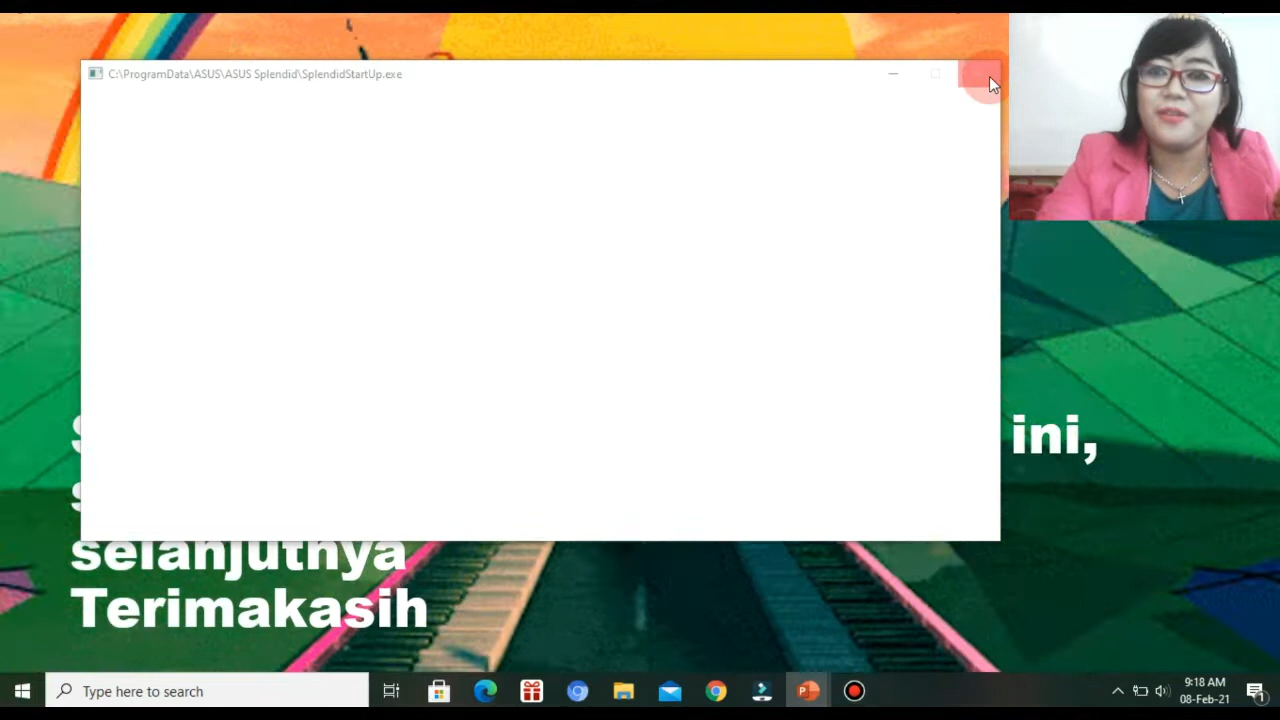 C:\ProgramData\ASUS\ASUS Splendid\SplendidStartUp.exe
ini,
selanjutnya
Terimakasih
Type here to search
9:18 AM
08-Feb-21
1